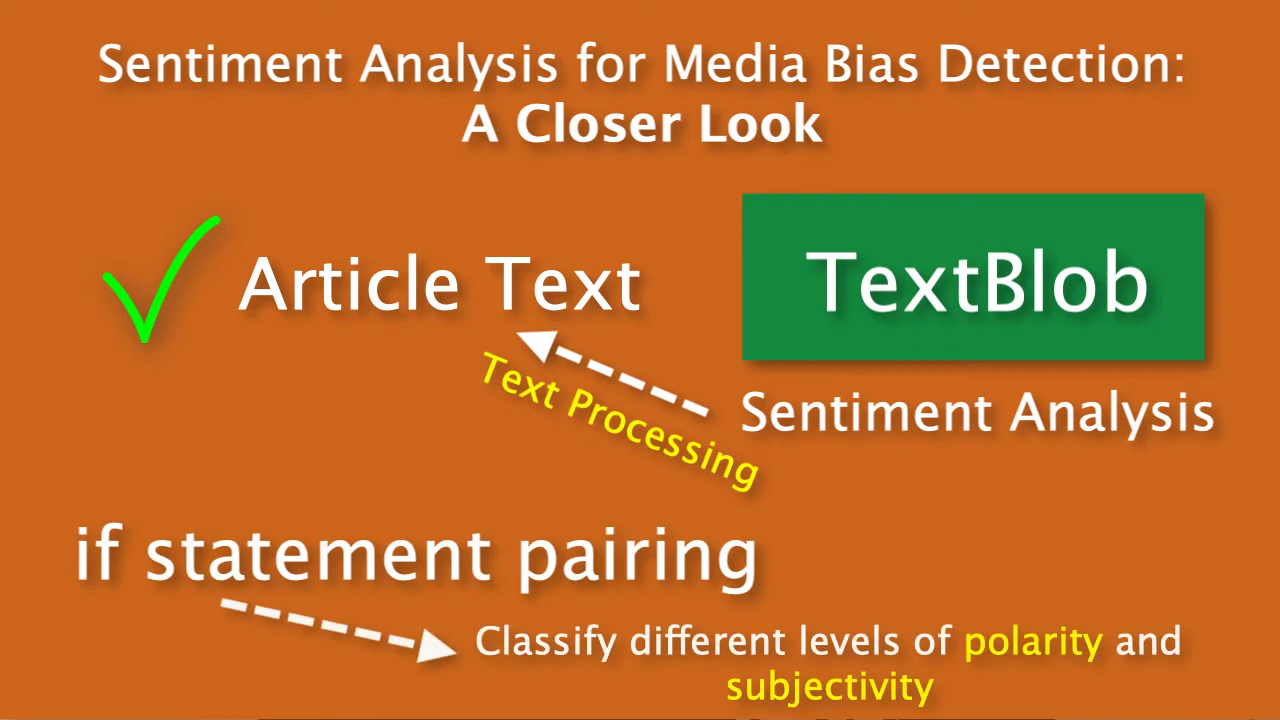 Sentiment Analysis for Media Bias Detection:
A Closer Look
Article Text
TextBlob
Text Processing
Sentiment Analysis
if statement pairing
Classify different levels of polarity and
subjectivity